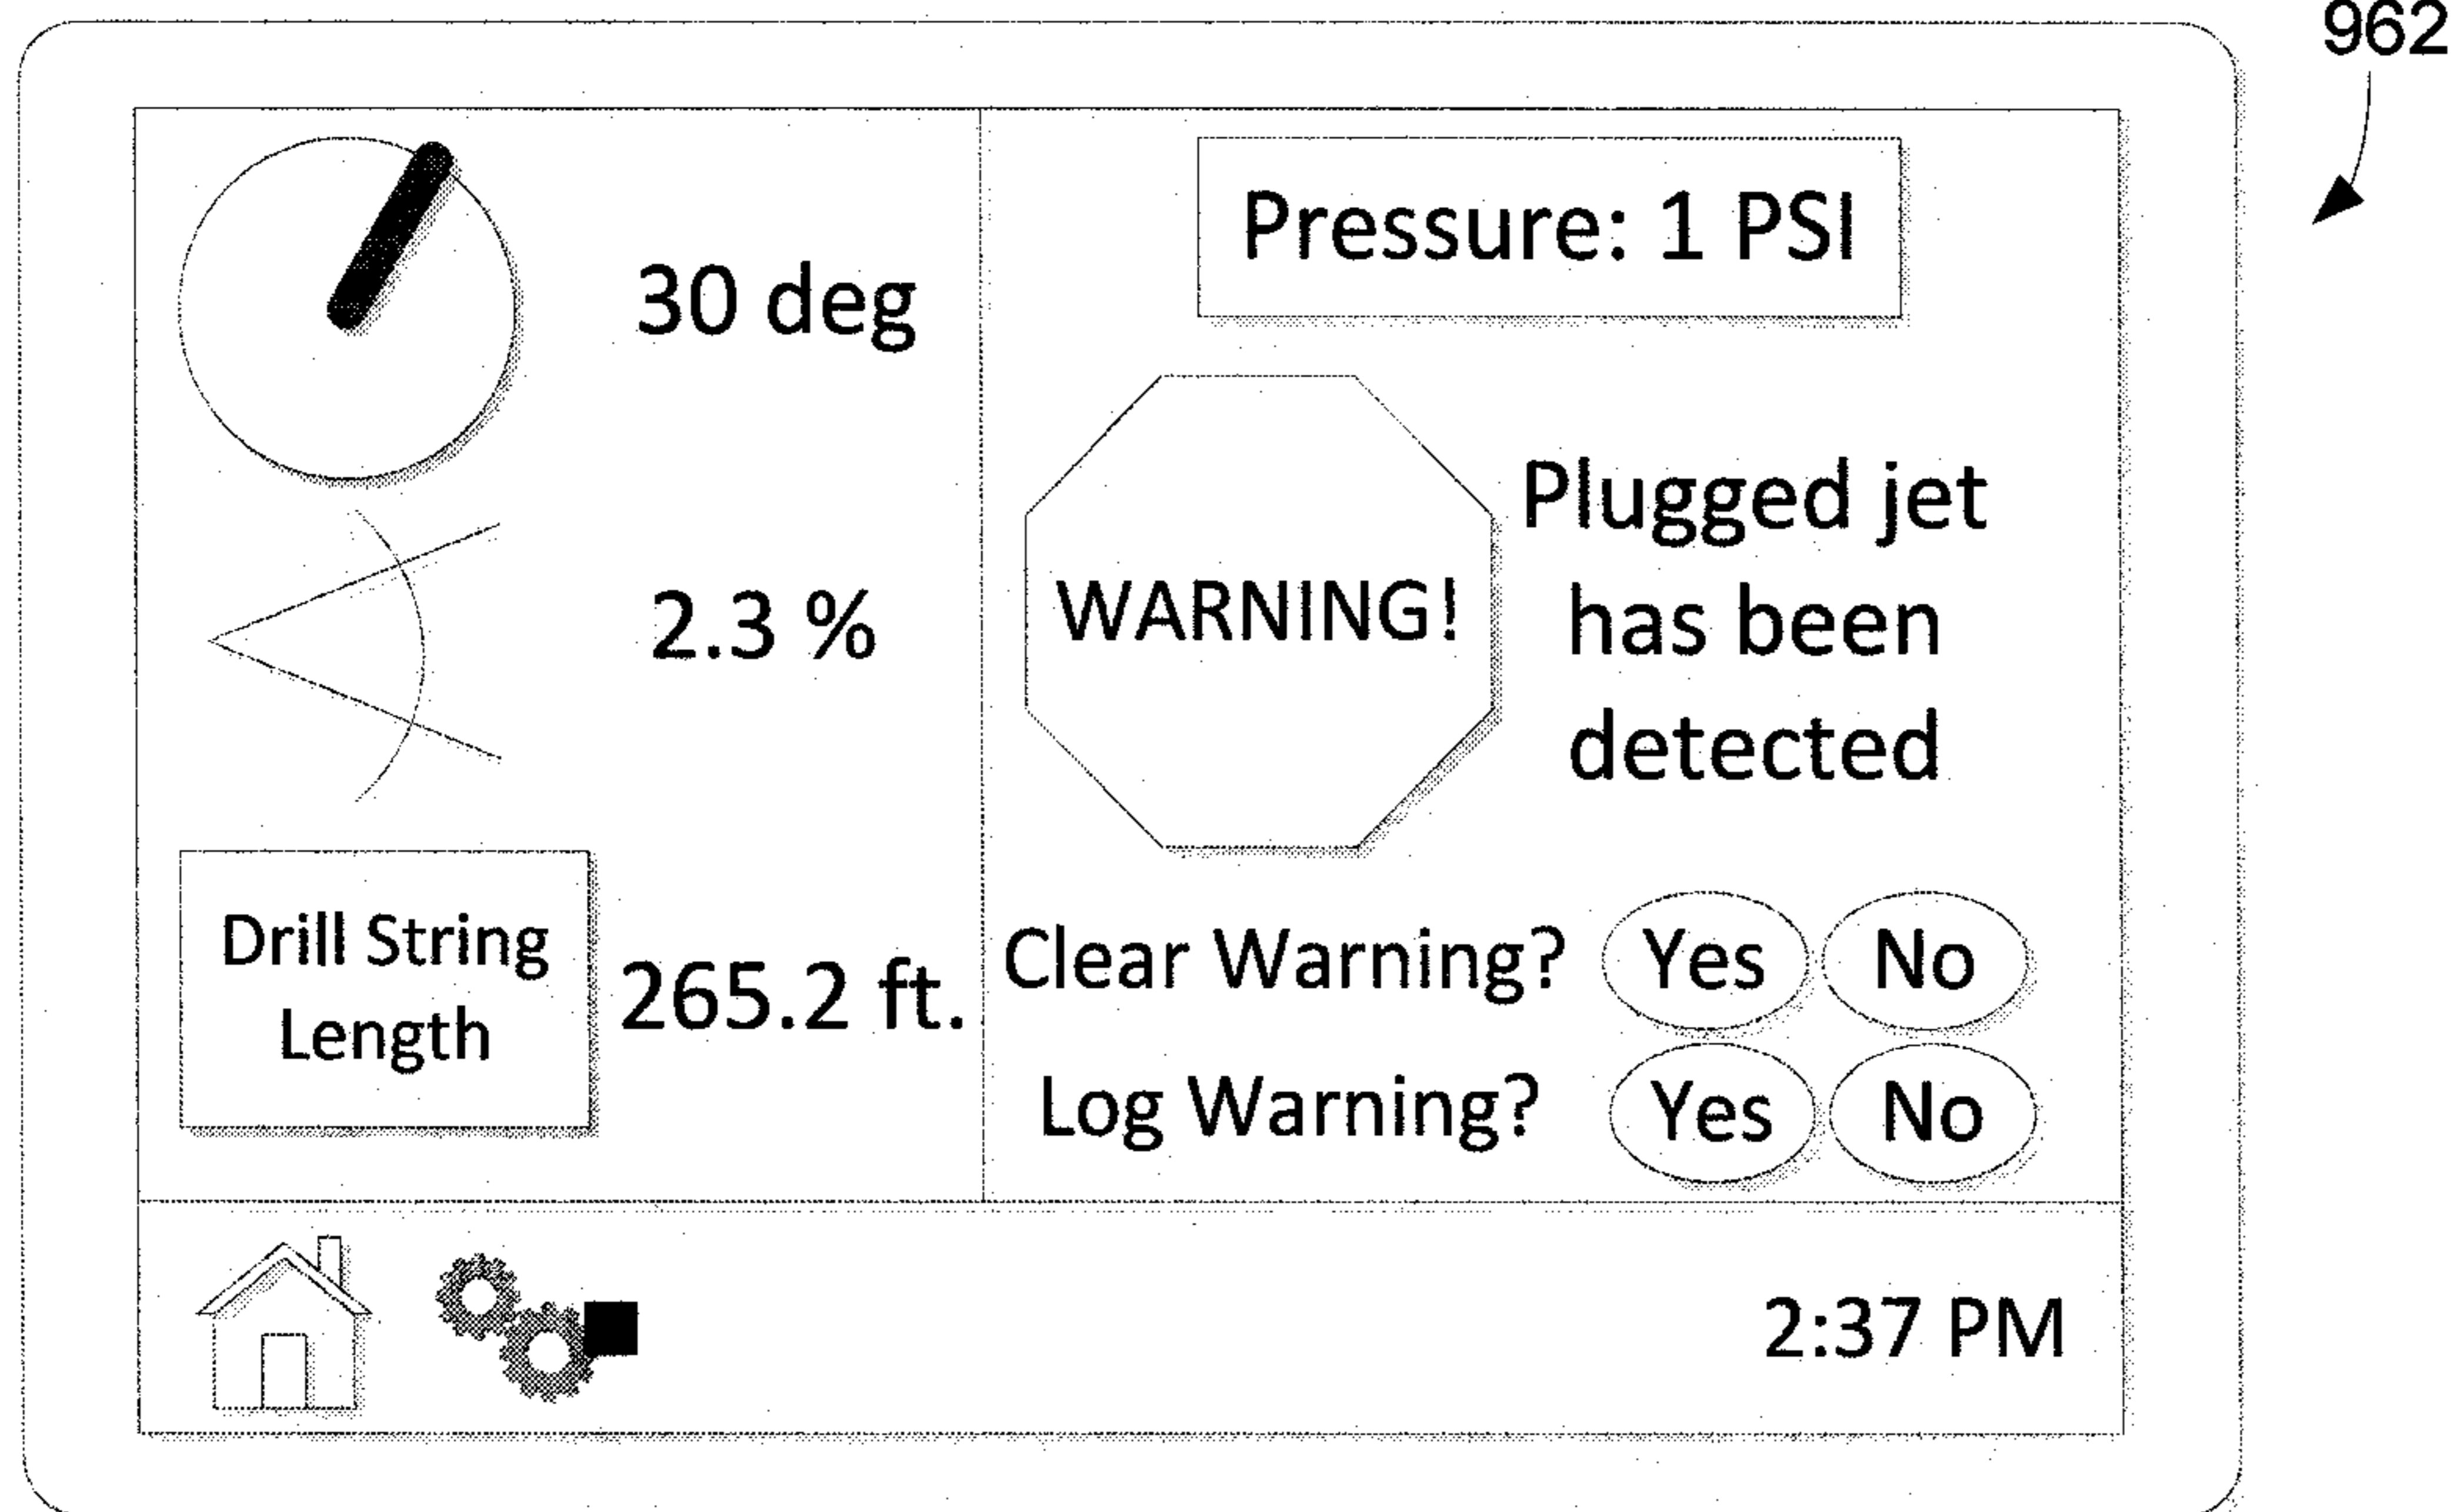 962
30 deg
2.3 %
Drill String
Length
265.2 ft.
Pressure: 1 PSI
WARNING!
Plugged jet
has been
detected
Clear Warning? Yes No
Log Warning? Yes No
2:37 PM